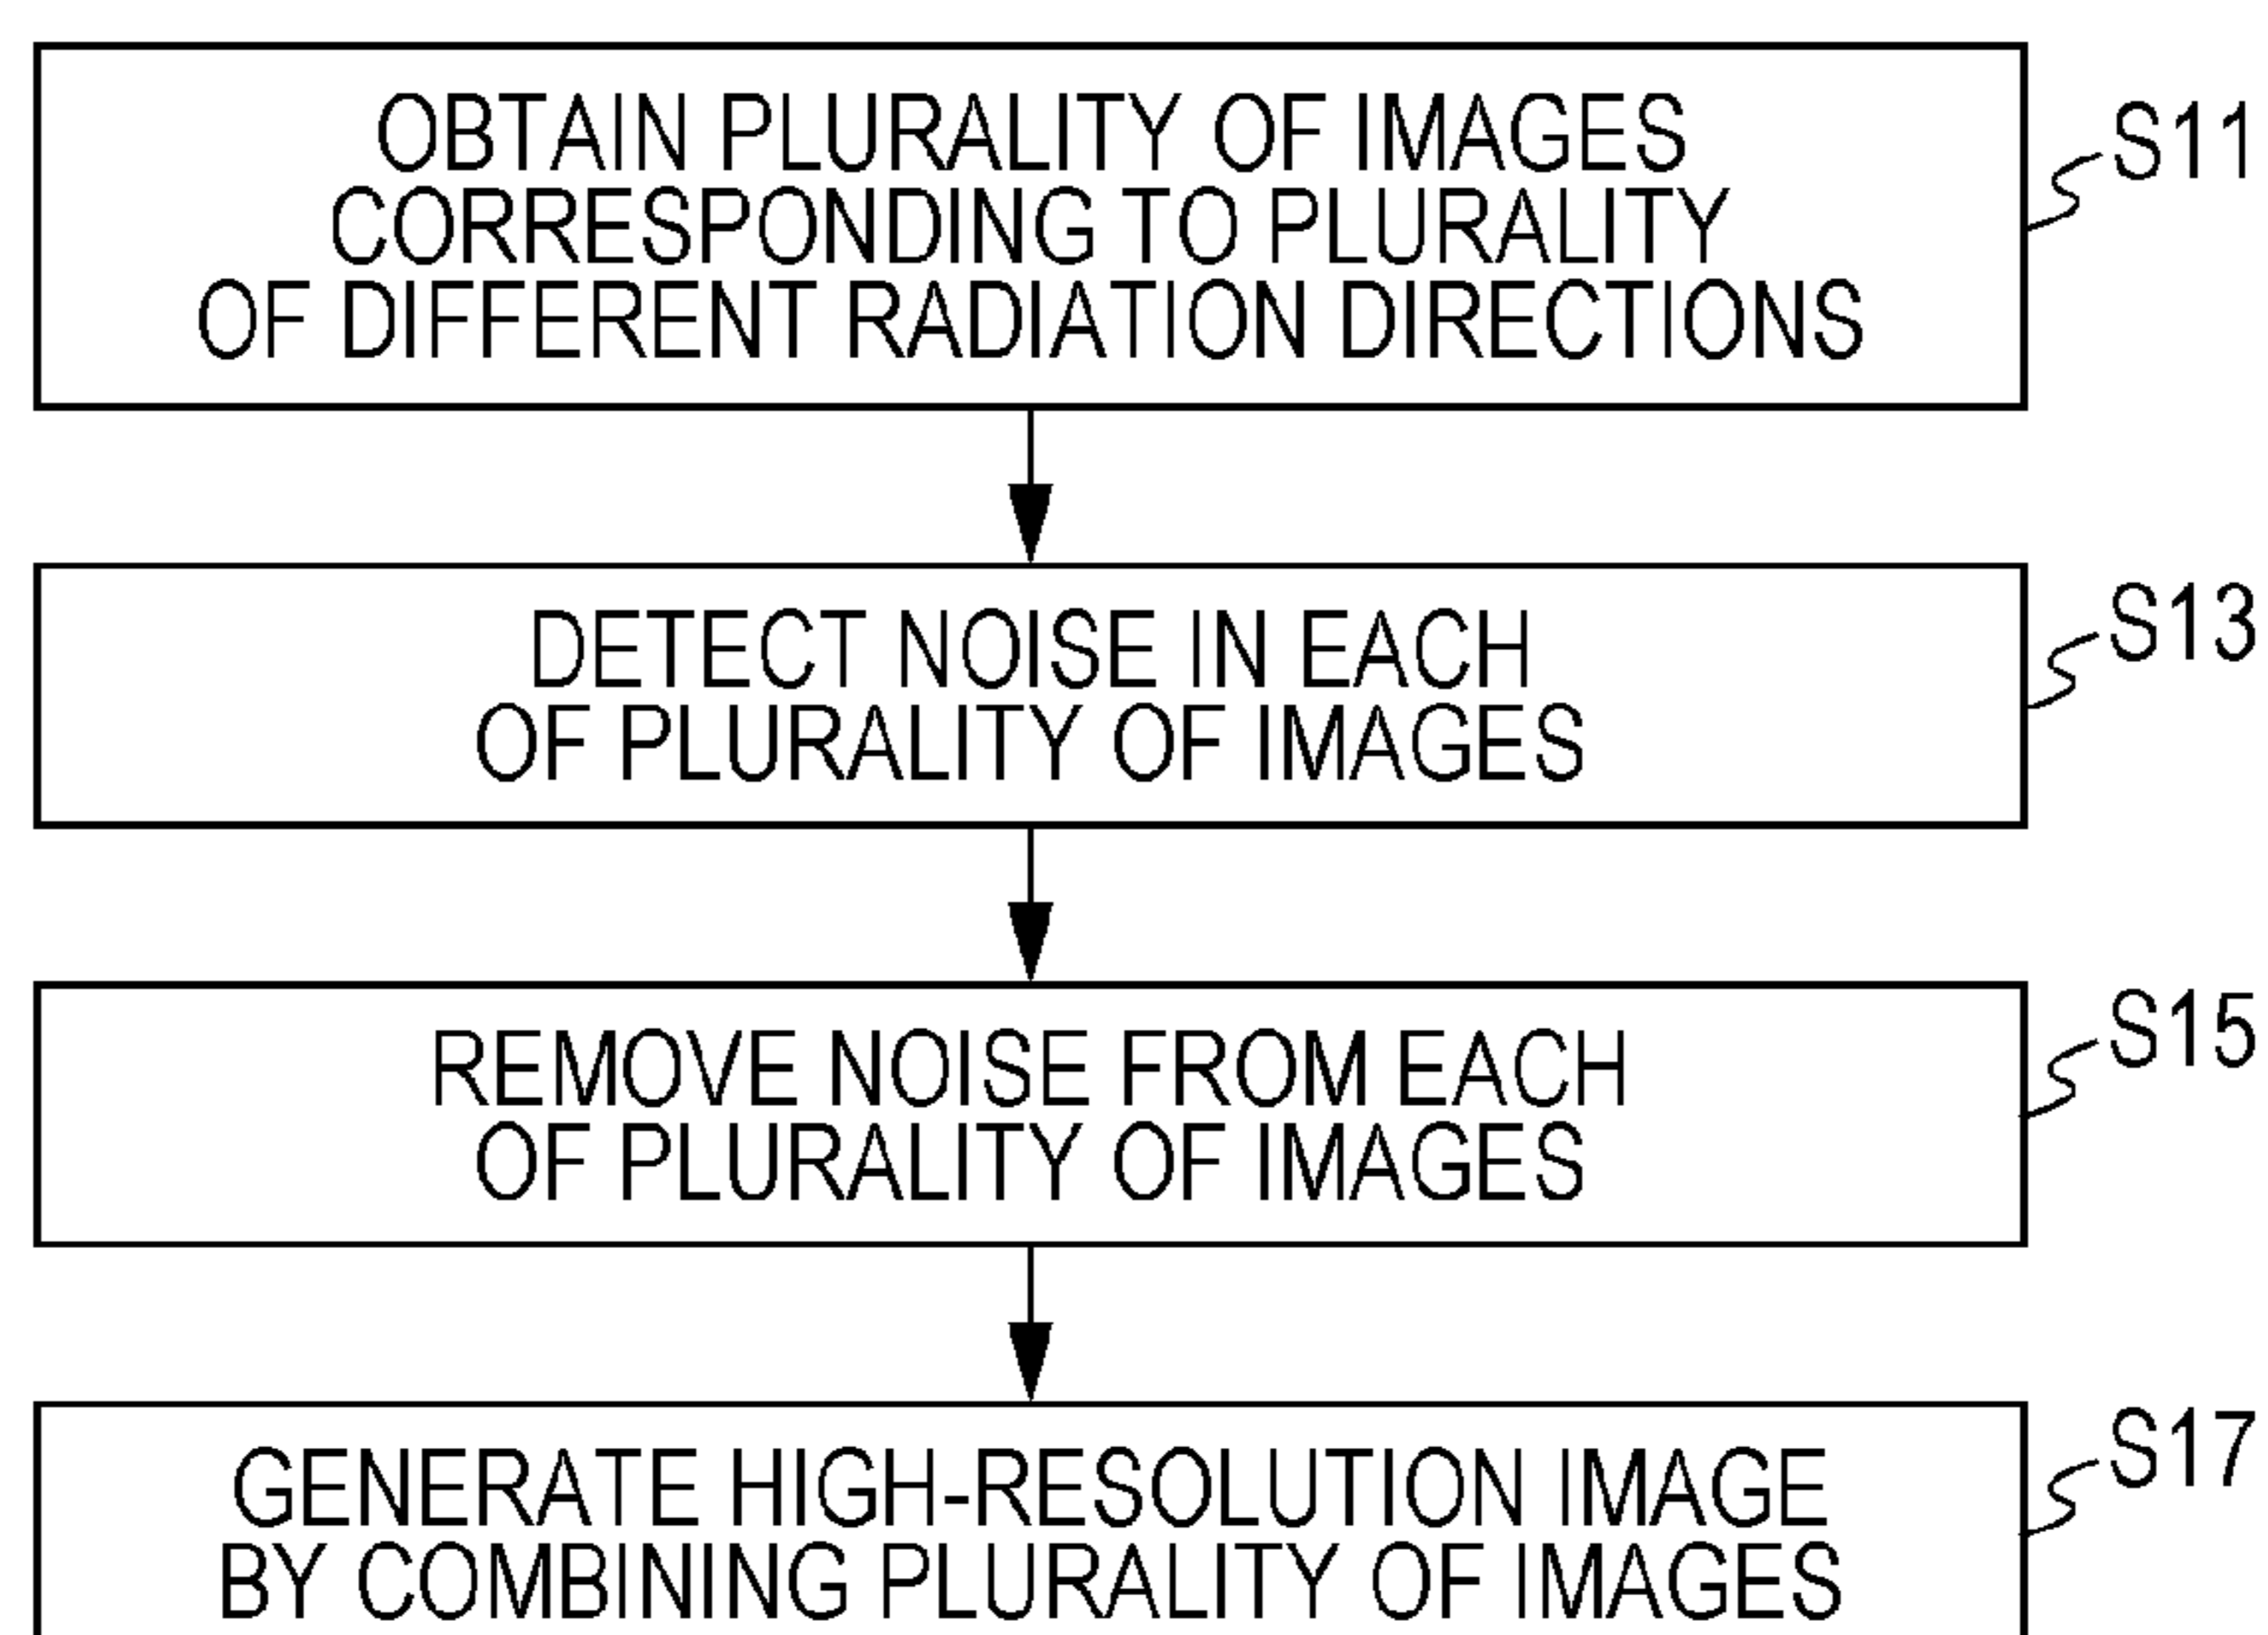 OBTAIN PLURALITY OF IMAGES
CORRESPONDING TO PLURALITY
OF DIFFERENT RADIATION DIRECTIONS
S11
DETECT NOISE IN EACH
OF PLURALITY OF IMAGES
S13
REMOVE NOISE FROM EACH
OF PLURALITY OF IMAGES
S15
GENERATE HIGH-RESOLUTION IMAGE
BY COMBINING PLURALITY OF IMAGES
S17